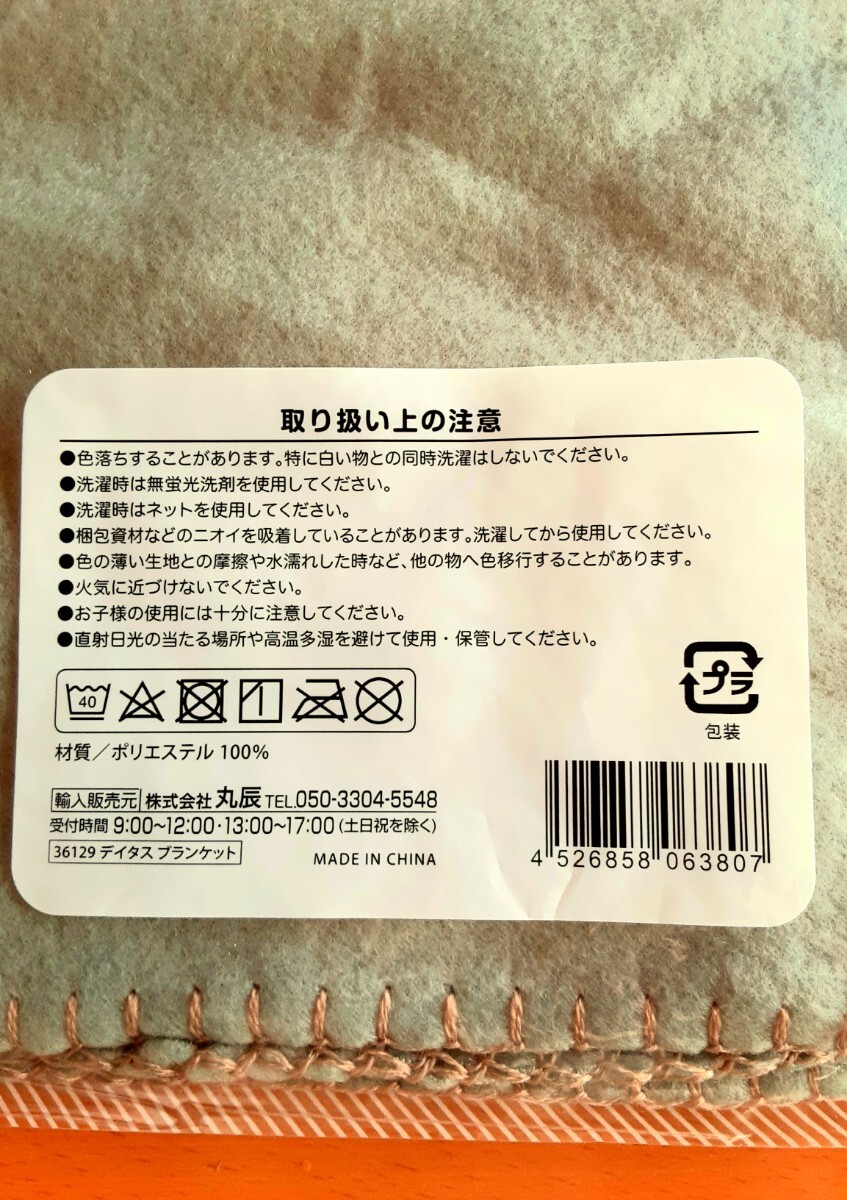 取り扱い上の注意
●色落ちすることがあります。特に白い物との同時洗濯はしないでください。
●洗濯時は無蛍光洗剤を使用してください。
●洗濯時はネットを使用してください。
●梱包資材などのニオイを吸着していることがあります。洗濯してから使用してください。
●色の薄い生地との摩擦や水濡れした時など、他の物へ色移行することがあります。
●火気に近づけないでください。
●お子様の使用には十分に注意してください。
●直射日光の当たる場所や高温多湿を避けて使用・保管してください。
40
プラ
包装
材質／ポリエステル 100%
輸入販売元 株式会社 丸辰 TEL.050-3304-5548
受付時間 9:00~12:00・13:00~17:00 (土日祝を除く)
36129 デイタス ブランケット
MADE IN CHINA
4 526858 063807